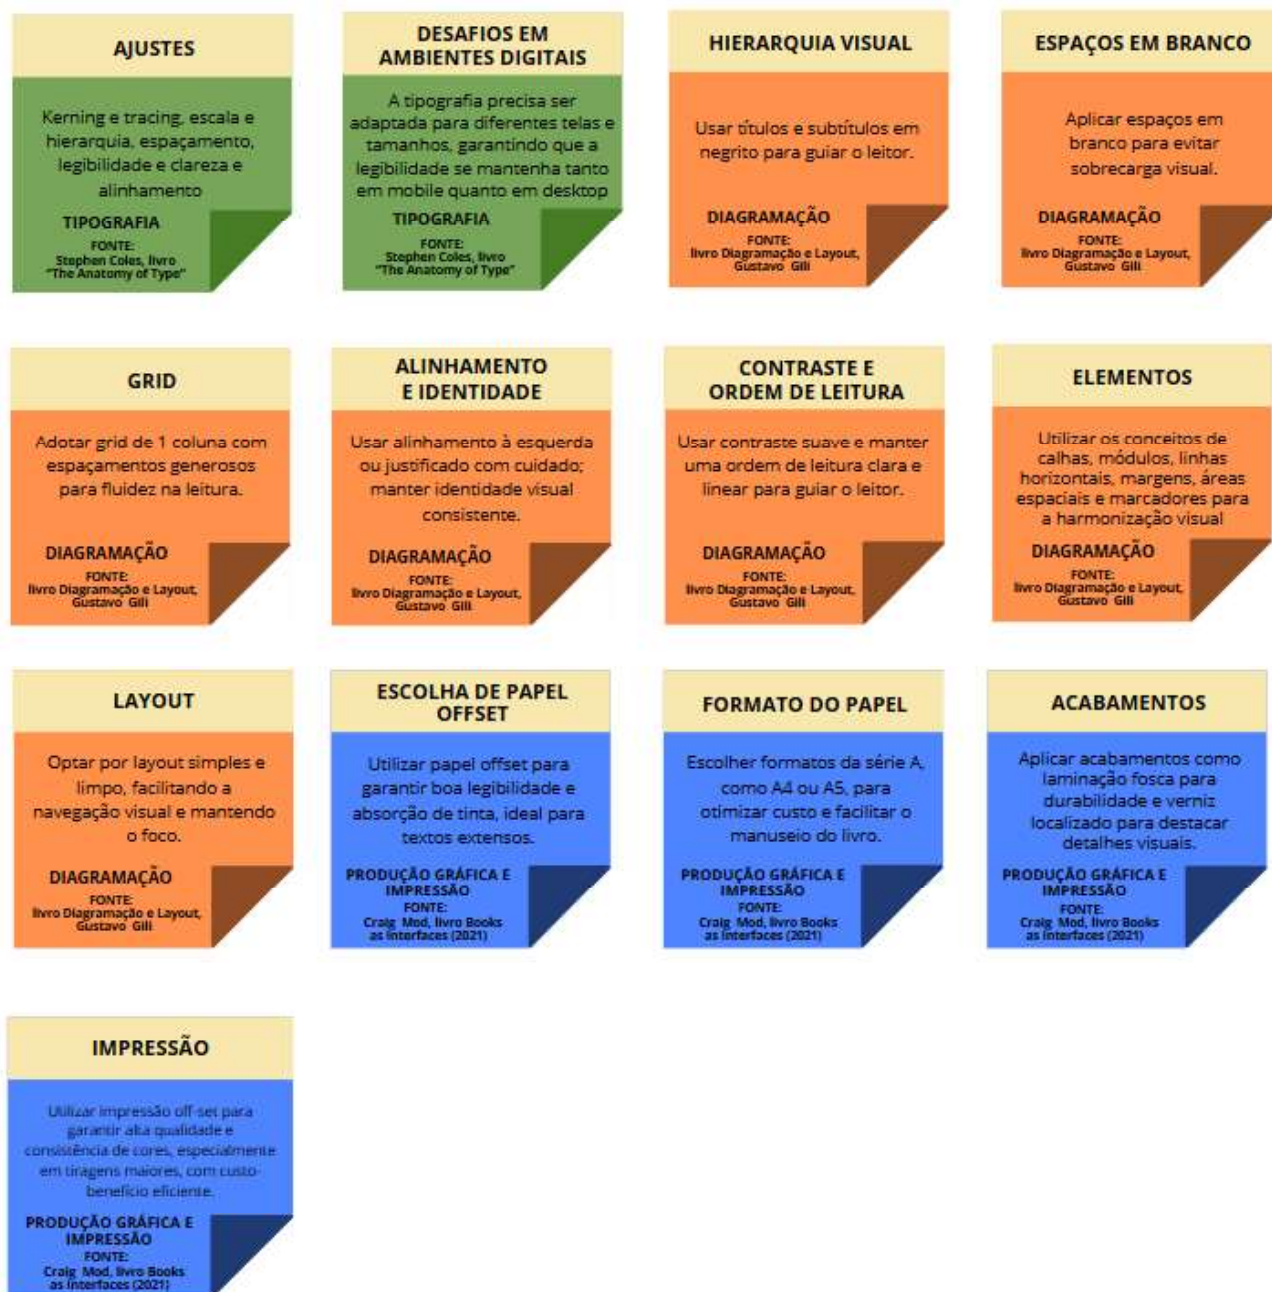 AJUSTES
Kerning e tracing, escala e
hierarquia, espaçamento,
legibilidade e clareza e
alinhamento
TIPOGRAFIA
FONTE:
Stephen Coles, livro
"The Anatomy of Type"
DESAFIOS EM
AMBIENTES DIGITAIS
A tipografia precisa ser
adaptada para diferentes telas e
tamanhos, garantindo que a
legibilidade se mantenha tanto
em mobile quanto em desktop
TIPOGRAFIA
FONTE:
Stephen Coles, livro
"The Anatomy of Type"
HIERARQUIA VISUAL
Usar títulos e subtítulos em
negrito para guiar o leitor.
DIAGRAMAÇÃO
FONTE:
livro Diagramação e Layout,
Gustavo Gili
ESPAÇOS EM BRANCO
Aplicar espaços em
branco para evitar
sobrecarga visual.
DIAGRAMAÇÃO
FONTE:
livro Diagramação e Layout,
Gustavo Gili
GRID
Adotar grid de 1 coluna com
espaçamentos generosos
para fluidez na leitura.
DIAGRAMAÇÃO
FONTE:
livro Diagramação e Layout,
Gustavo Gili
ALINHAMENTO
E IDENTIDADE
Usar alinhamento à esquerda
ou justificado com cuidado;
manter identidade visual
consistente.
DIAGRAMAÇÃO
FONTE:
livro Diagramação e Layout,
Gustavo Gili
CONTRASTE E
ORDEM DE LEITURA
Usar contraste suave e manter
uma ordem de leitura clara e
linear para guiar o leitor.
DIAGRAMAÇÃO
FONTE:
livro Diagramação e Layout,
Gustavo Gili
ELEMENTOS
Utilizar os conceitos de
calhas, módulos, linhas
horizontais, margens, áreas
espaciais e marcadores para
a harmonização visual
DIAGRAMAÇÃO
FONTE:
livro Diagramação e Layout,
Gustavo Gili
LAYOUT
Optar por layout simples e
limpo, facilitando a
navegação visual e mantendo
o foco.
DIAGRAMAÇÃO
FONTE:
livro Diagramação e Layout,
Gustavo Gili
ESCOLHA DE PAPEL
OFFSET
Utilizar papel offset para
garantir boa legibilidade e
absorção de tinta, ideal para
textos extensos.
PRODUÇÃO GRÁFICA E
IMPRESSÃO
FONTE:
Craig Mod, livro Books
as Interfaces (2021)
FORMATO DO PAPEL
Escolher formatos da série A,
como A4 ou A5, para
otimizar custo e facilitar o
manuseio do livro.
PRODUÇÃO GRÁFICA E
IMPRESSÃO
FONTE:
Craig Mod, livro Books
as Interfaces (2021)
ACABAMENTOS
Aplicar acabamentos como
laminação fosca para
durabilidade e verniz
localizado para destacar
detalhes visuais.
PRODUÇÃO GRÁFICA E
IMPRESSÃO
FONTE:
Craig Mod, livro Books
as Interfaces (2021)
IMPRESSÃO
Utilizar impressão off-set para
garantir alta qualidade e
consistência de cores, especialmente
em tiragens maiores, com custo-
benefício eficiente.
PRODUÇÃO GRÁFICA E
IMPRESSÃO
FONTE:
Craig Mod, livro Books
as Interfaces (2021)